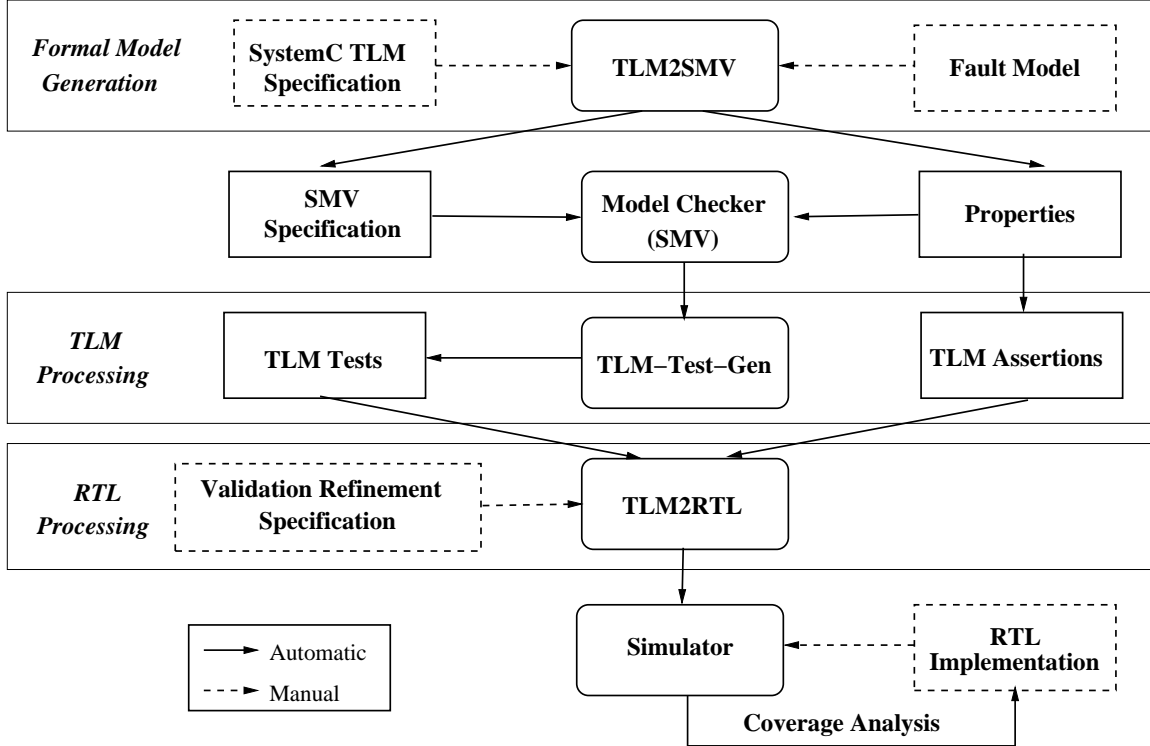 Formal Model
Generation
SystemC TLM
Specification
TLM2SMV
Fault Model
SMV
Specification
Model Checker
(SMV)
Properties
TLM
Processing
TLM Tests
TLM−Test−Gen
TLM Assertions
RTL
Processing
Validation Refinement
Specification
TLM2RTL
Automatic
Manual
Simulator
RTL
Implementation
Coverage Analysis